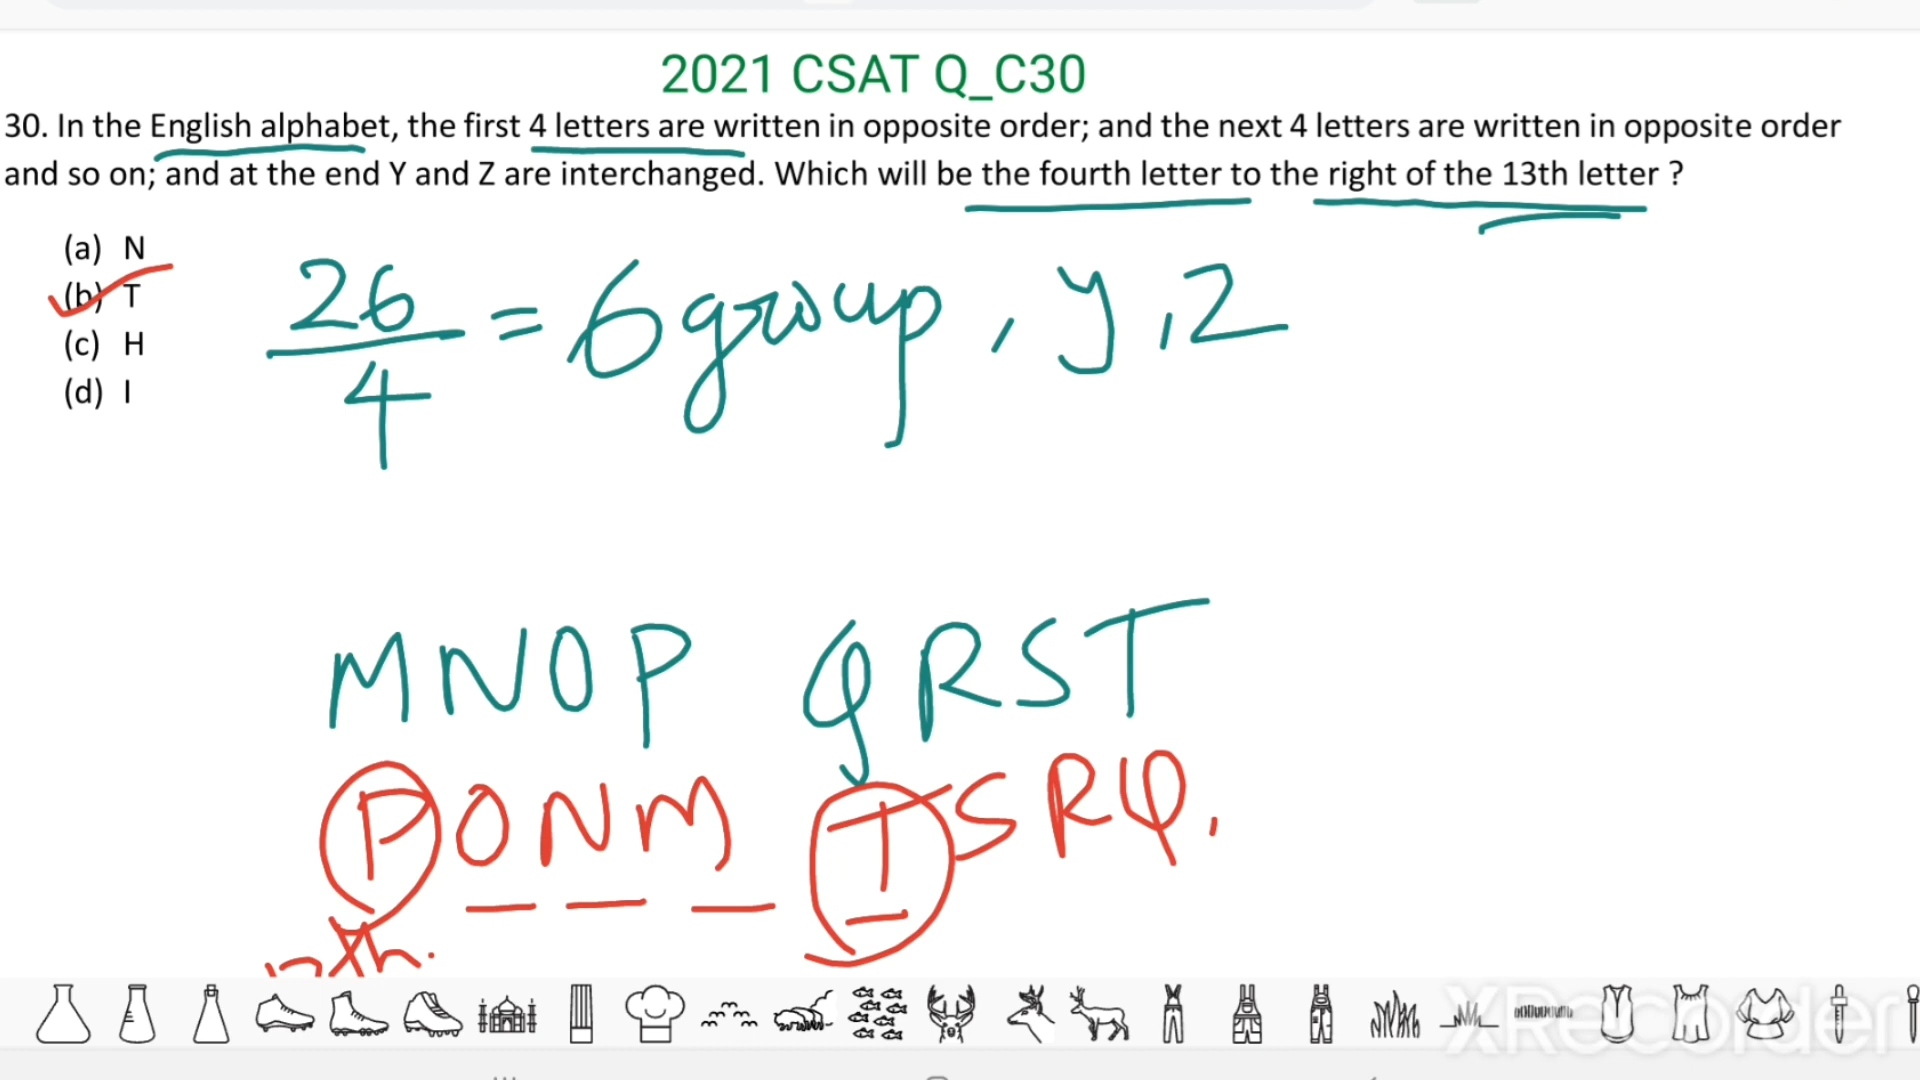 2021 CSAT Q_C30
30. In the English alphabet, the first 4 letters are written in opposite order; and the next 4 letters are written in opposite order
and so on; and at the end Y and Z are interchanged. Which will be the fourth letter to the right of the 13th letter ?
(a) N
(b) T
(c) H
(d) I
26/4 = 6 group, y, Z
MNOP QRST
PONM TSRQ.
XRecorder